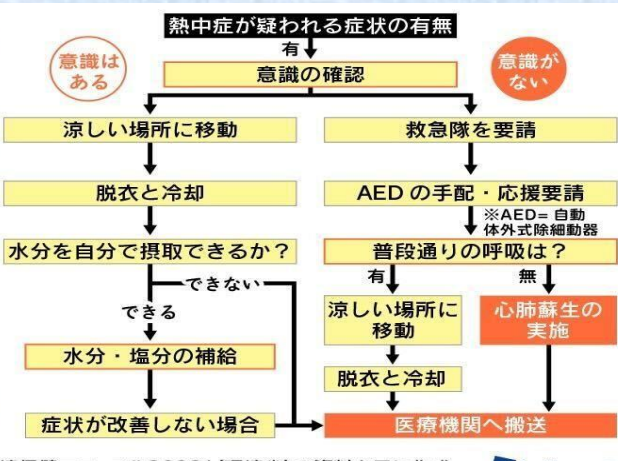 熱中症が疑われる症状の有無
有
意識は
ある
意識の確認
意識が
ない
涼しい場所に移動
救急隊を要請
脱衣と冷却
AEDの手配・応援要請
※AED=自動
体外式除細動器
水分を自分で摂取できるか?
普段通りの呼吸は?
できない
できる
有
無
涼しい場所に
移動
心肺蘇生の
実施
水分・塩分の補給
脱衣と冷却
症状が改善しない場合
医療機関へ搬送